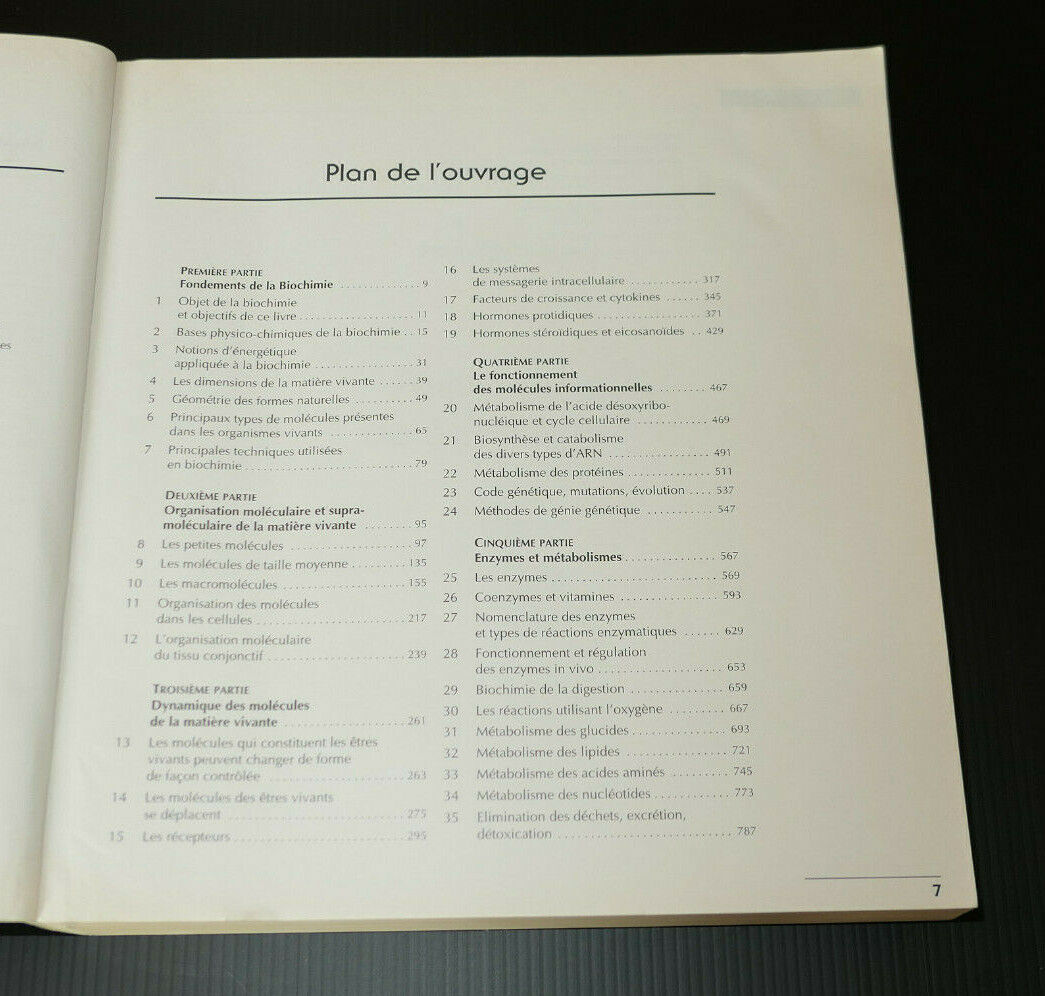 es
Plan de l'ouvrage
PREMIÈRE PARTIE
Fondements de la Biochimie .............. 9
1 Objet de la biochimie
et objectifs de ce livre ................... 11
2 Bases physico-chimiques de la biochimie .. 15
3 Notions d'énergétique
appliquée à la biochimie ................. 31
4 Les dimensions de la matière vivante ...... 39
5 Géométrie des formes naturelles .......... 49
6 Principaux types de molécules présentes
dans les organismes vivants .............. 65
7 Principales techniques utilisées
en biochimie ............................ 79
DEUXIÈME PARTIE
Organisation moléculaire et supra-
moléculaire de la matière vivante ........ 95
8 Les petites molécules .................... 97
9 Les molécules de taille moyenne ......... 135
10 Les macromolécules .................... 155
11 Organisation des molécules
dans les cellules ........................ 217
12 L'organisation moléculaire
du tissu conjonctif ...................... 239
TROISIÈME PARTIE
Dynamique des molécules
de la matière vivante .................... 261
13 Les molécules qui constituent les êtres
vivants peuvent changer de forme
de façon contrôlée ...................... 263
14 Les molécules des êtres vivants
se déplacent ............................ 275
15 Les récepteurs .......................... 295
16 Les systèmes
de messagerie intracellulaire ............ 317
17 Facteurs de croissance et cytokines ...... 345
18 Hormones protidiques ................. 371
19 Hormones stéroïdiques et eicosanoïdes .. 429
QUATRIÈME PARTIE
Le fonctionnement
des molécules informationnelles ........ 467
20 Métabolisme de l'acide désoxyribo-
nucléique et cycle cellulaire ............ 469
21 Biosynthèse et catabolisme
des divers types d'ARN ................. 491
22 Métabolisme des protéines .............. 511
23 Code génétique, mutations, évolution .... 537
24 Méthodes de génie génétique ........... 547
CINQUIÈME PARTIE
Enzymes et métabolismes ............... 567
25 Les enzymes ........................... 569
26 Coenzymes et vitamines ................ 593
27 Nomenclature des enzymes
et types de réactions enzymatiques ...... 629
28 Fonctionnement et régulation
des enzymes in vivo .................... 653
29 Biochimie de la digestion ............... 659
30 Les réactions utilisant l'oxygène ......... 667
31 Métabolisme des glucides ............... 693
32 Métabolisme des lipides ................ 721
33 Métabolisme des acides aminés .......... 745
34 Métabolisme des nucléotides ............ 773
35 Elimination des déchets, excrétion,
détoxication ............................ 787
7